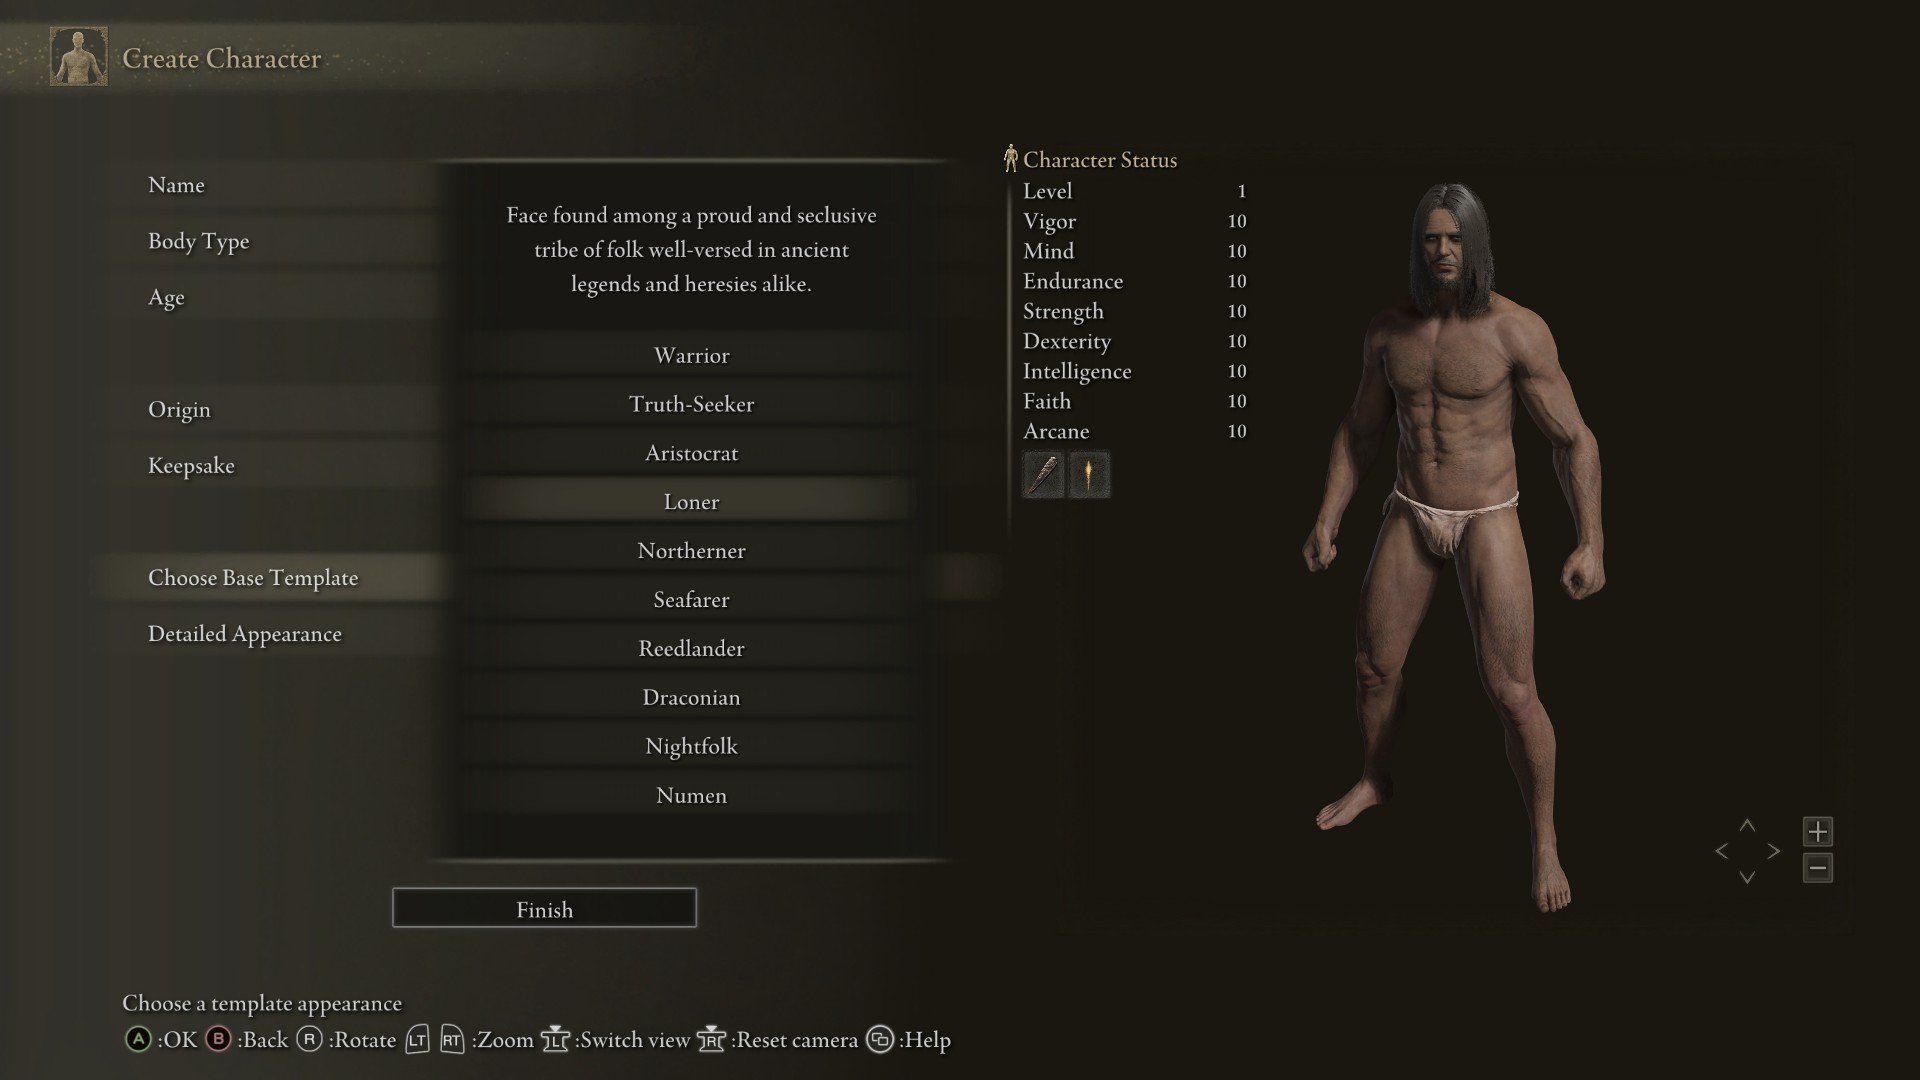 Create Character
Name
Body Type
Age
Origin
Keepsake
Choose Base Template
Detailed Appearance
Face found among a proud and seclusive
tribe of folk well-versed in ancient
legends and heresies alike.
Warrior
Truth-Seeker
Aristocrat
Loner
Northerner
Seafarer
Reedlander
Draconian
Nightfolk
Numen
Finish
Character Status
Level 1
Vigor 10
Mind 10
Endurance 10
Strength 10
Dexterity 10
Intelligence 10
Faith 10
Arcane 10
Choose a template appearance
A :OK B :Back R :Rotate LT RT :Zoom L :Switch view R :Reset camera :Help